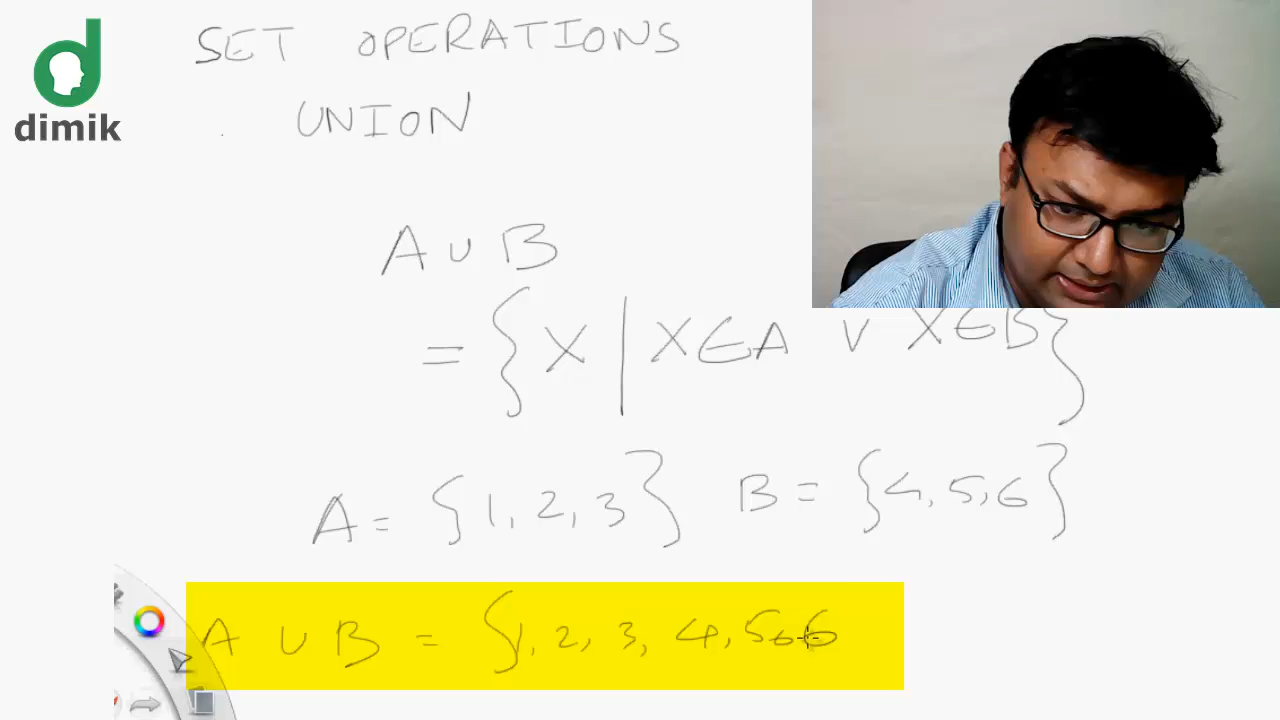 dimik
SET OPERATIONS
UNION
A ∪ B
= {X | X∈A ∨ X∈B}
A = {1, 2, 3} B = {4, 5, 6}
A ∪ B = {1, 2, 3, 4, 5, 6